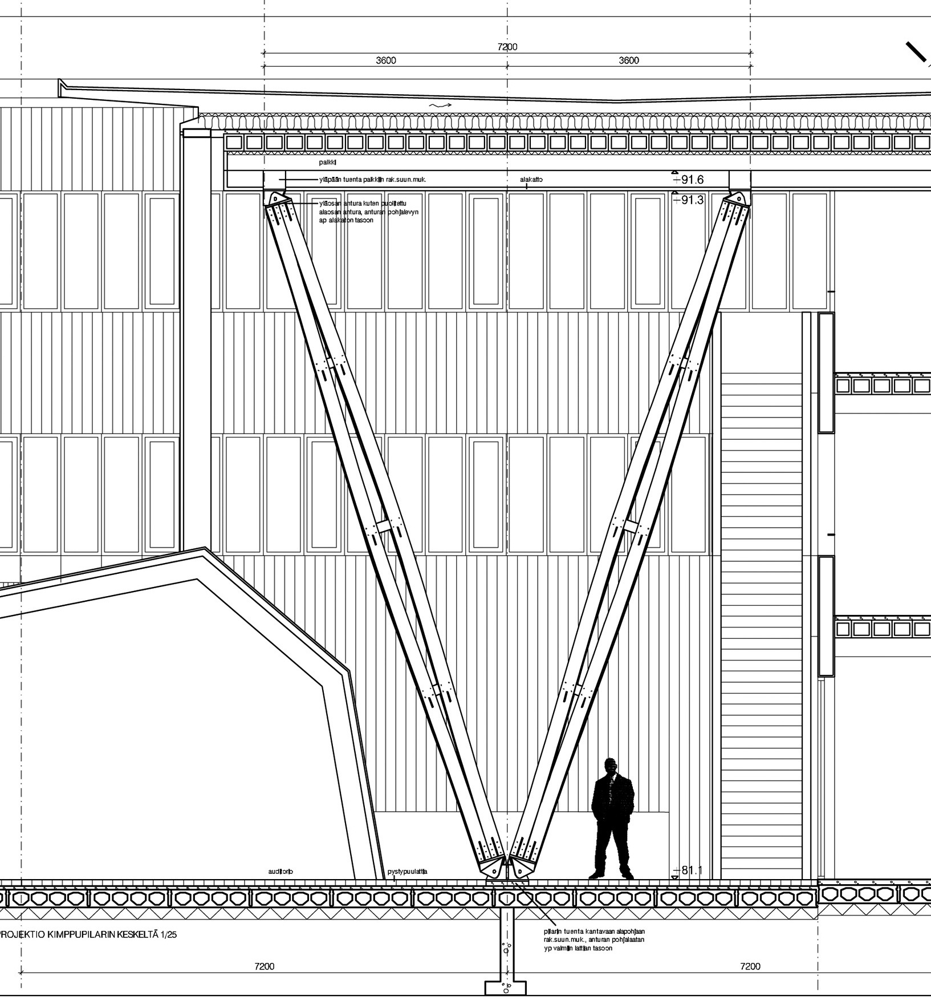 7200
3600 3600
palkki
yläpään tuenta palkkiin rak.suun.muk.
alakatto
+91.6
+91.3
yläosan antura kuten puolitettu
alaosan antura, anturan pohjalevyn
ap alakaton tasoon
auditorio
pystypuulattia
+81.1
pilarin tuenta kantavaan alapohjaan
rak.suun.muk., anturan pohjalaatan
yp valmiin lattian tasoon
PROJEKTIO KIMPPUPILARIN KESKELTÄ 1/25
7200 7200